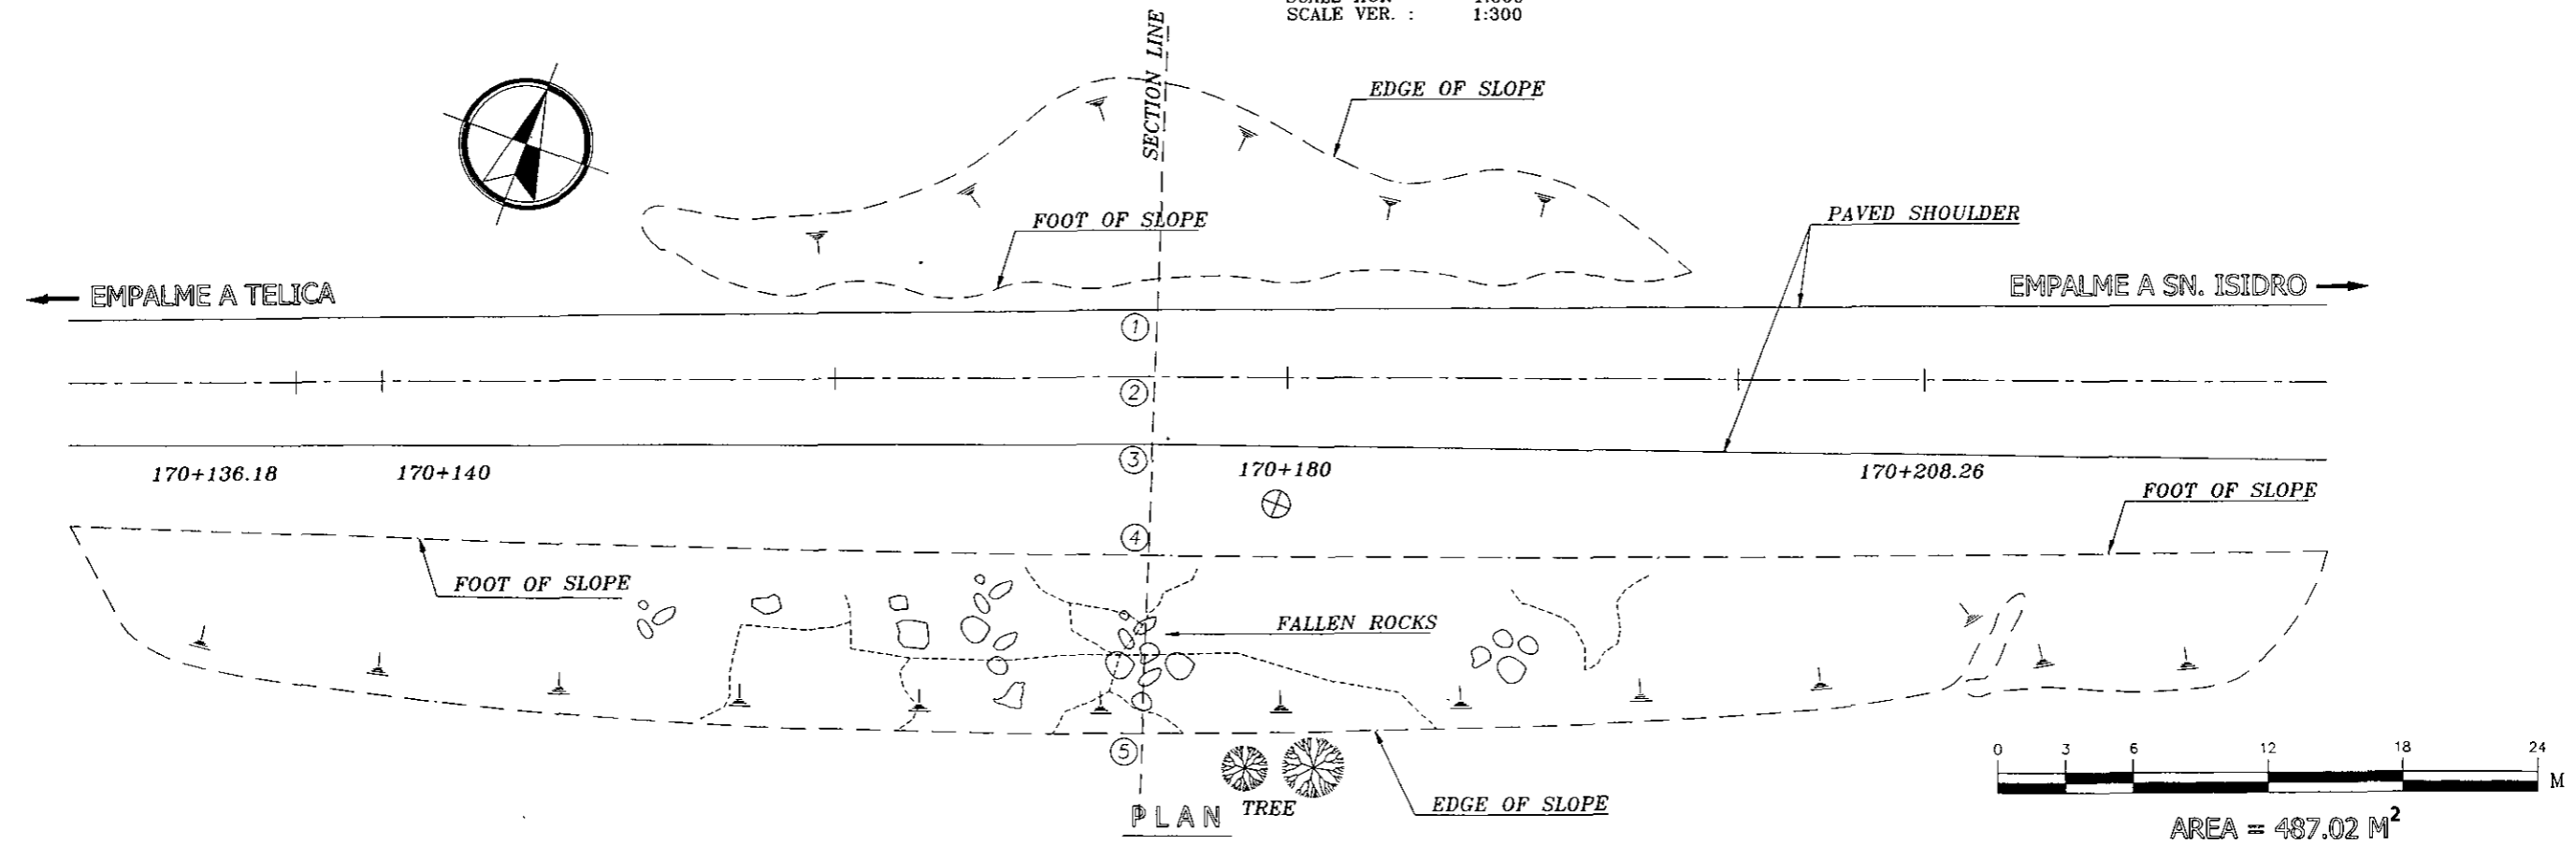 SCALE VER. : 1:300
SECTION LINE
EDGE OF SLOPE
FOOT OF SLOPE
PAVED SHOULDER
EMPALME A TELICA
EMPALME A SN. ISIDRO
1
2
3
170+136.18 170+140 170+180 170+208.26
FOOT OF SLOPE
4
FOOT OF SLOPE
FALLEN ROCKS
5
0 3 6 12 18 24
M
TREE
EDGE OF SLOPE
PLAN
AREA = 487.02 M²